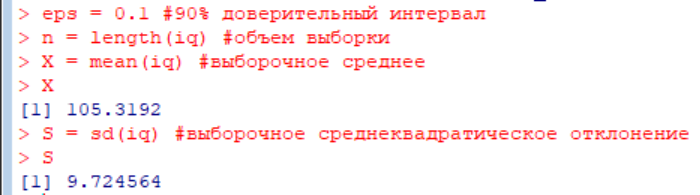 > eps = 0.1 #90% доверительный интервал
> n = length(iq) #объем выборки
> X = mean(iq) #выборочное среднее
> X
[1] 105.3192
> S = sd(iq) #выборочное среднеквадратическое отклонение
> S
[1] 9.724564